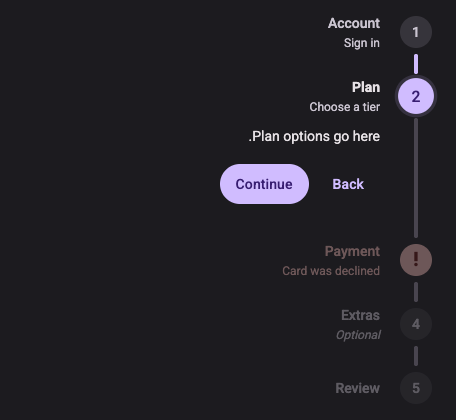 Account
1
Sign in
Plan
2
Choose a tier
.Plan options go here
Continue
Back
Payment
!
Card was declined
Extras
4
Optional
Review
5